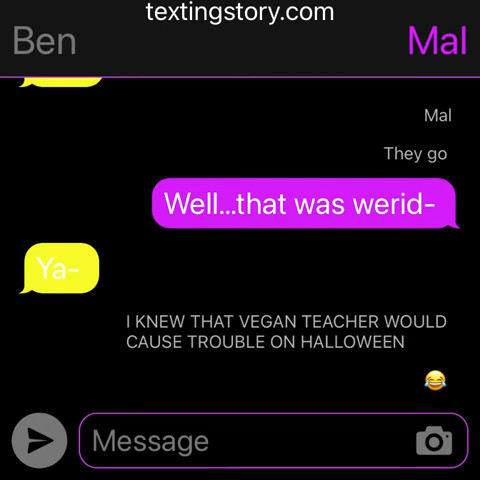 textingstory.com
Ben
Mal
Mal
They go
Well...that was werid-
Ya-
I KNEW THAT VEGAN TEACHER WOULD
CAUSE TROUBLE ON HALLOWEEN
😂
Message